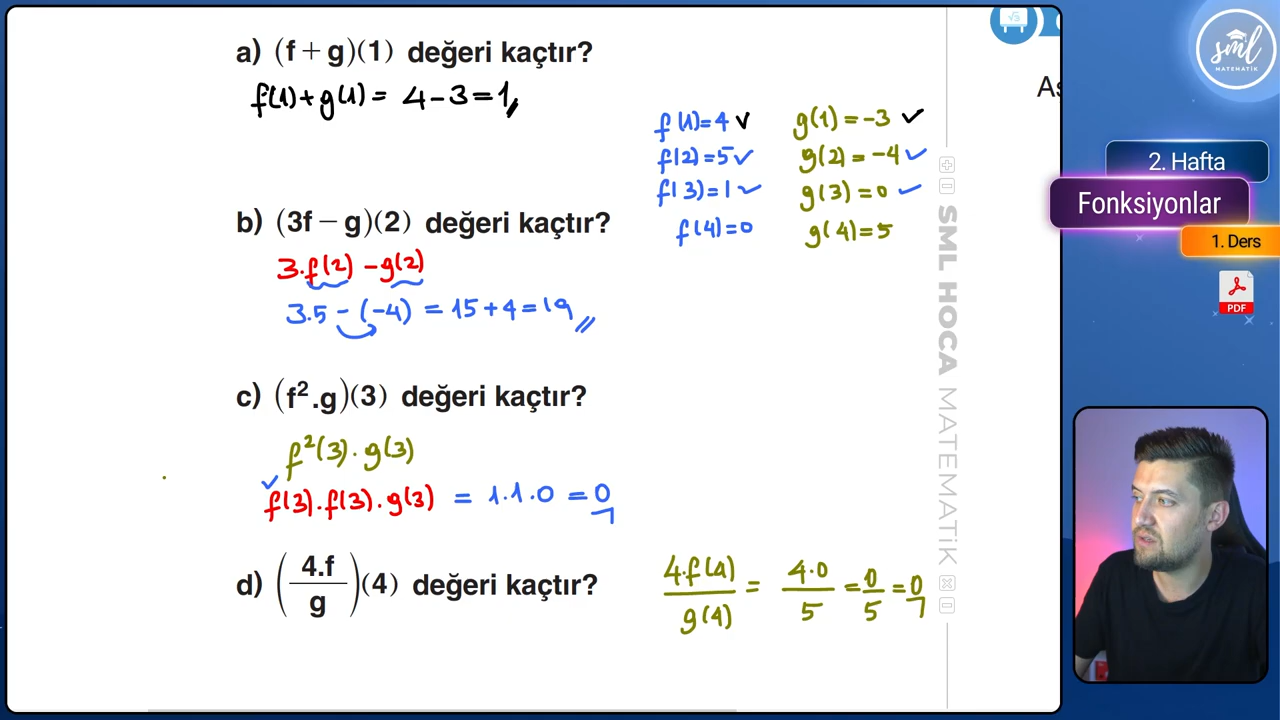 a) (f + g)(1) değeri kaçtır?
f(1)+g(1) = 4-3=1
f(1)=4
g(1)=-3
f(2)=5
g(2)=-4
f(3)=1
g(3)=0
f(4)=0
g(4)=5
b) (3f – g)(2) değeri kaçtır?
3.f(2) - g(2)
3.5 - (-4) = 15+4=19
c) (f².g)(3) değeri kaçtır?
f²(3).g(3)
f(3).f(3).g(3) = 1.1.0 = 0
d) (4.f/g)(4) değeri kaçtır?
4.f(4)/g(4) = 4.0/5 = 0/5 = 0
As
SML HOCA MATEMATİK
sml
MATEMATİK
2. Hafta
Fonksiyonlar
1. Ders
PDF